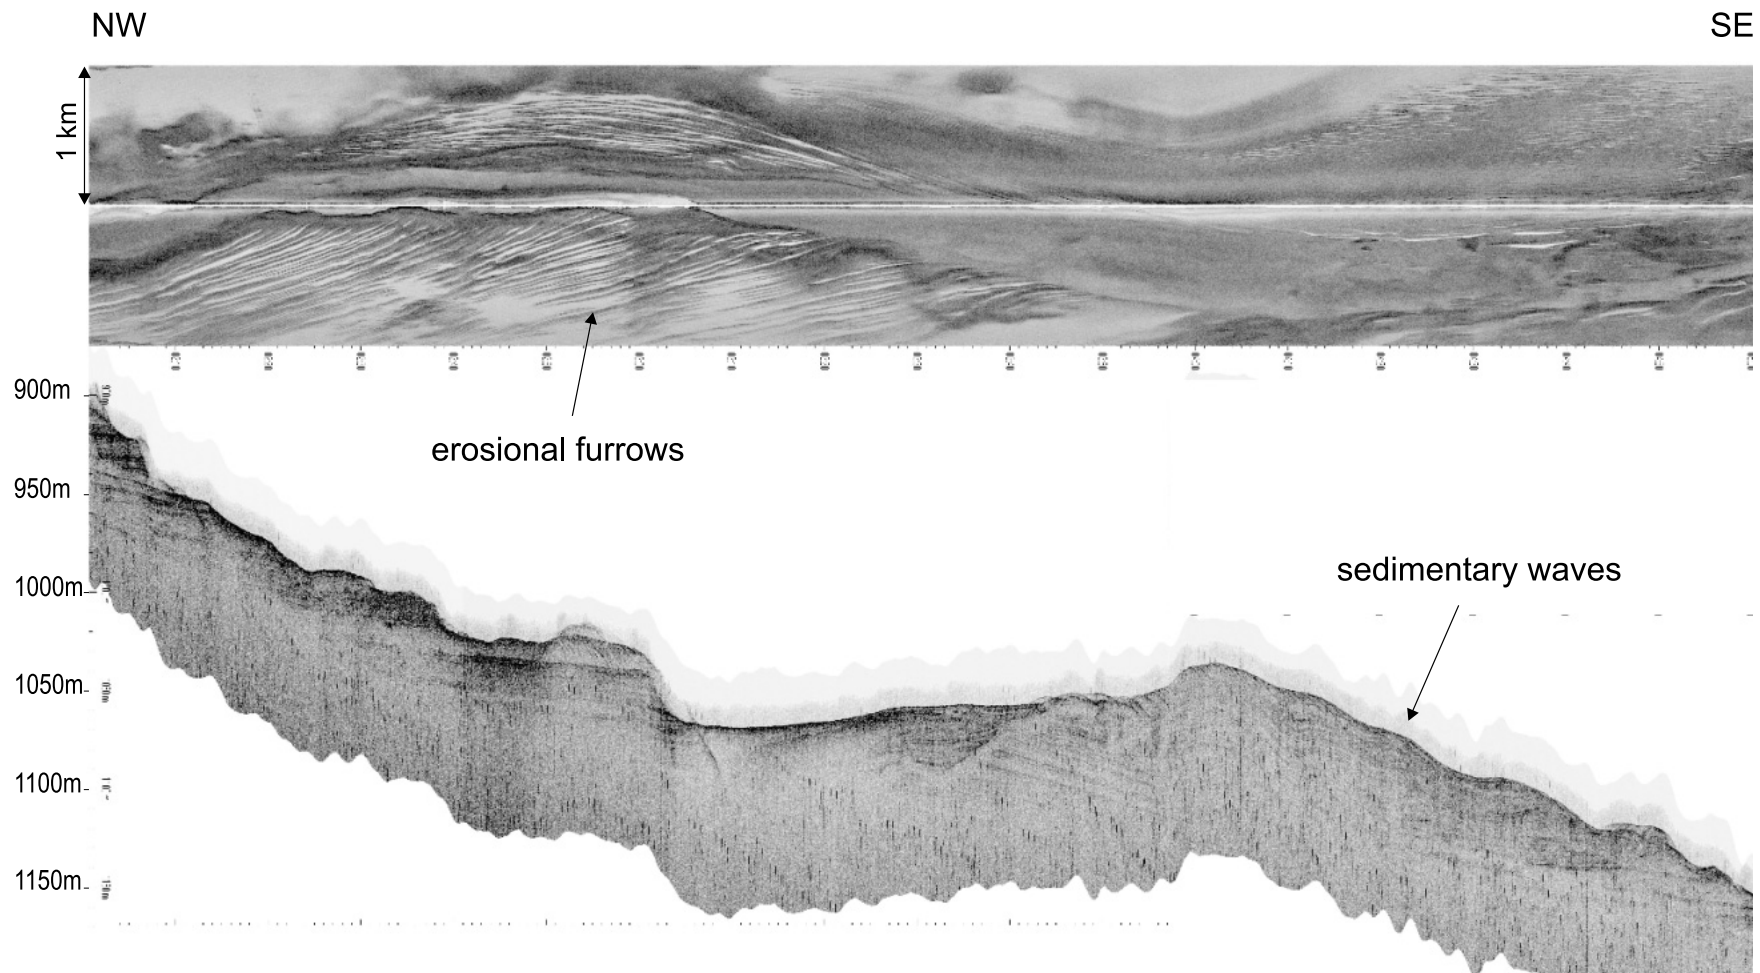 NW
SE
1 km
erosional furrows
900m
950m
1000m
1050m
1100m
1150m
sedimentary waves